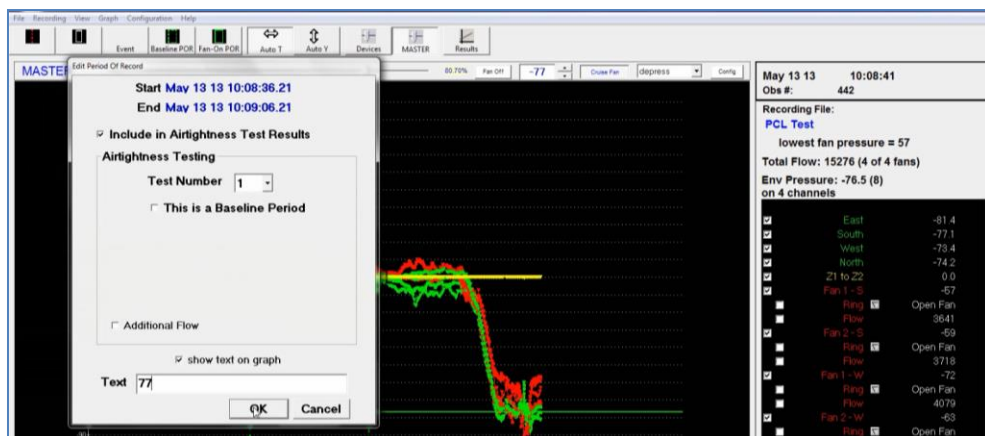 File Recording View Graph Configuration Help
Event Baseline POR Fan-On POR Auto T Auto Y Devices MASTER Results
MASTE
80.70% Fan Off -77 Cruise Fan depress Config
Edit Period Of Record
Start May 13 13 10:08:36.21
End May 13 13 10:09:06.21
Include in Airtightness Test Results
Airtightness Testing
Test Number 1
This is a Baseline Period
Additional Flow
show text on graph
Text 77
OK Cancel
May 13 13 10:08:41
Obs #: 442
Recording File:
PCL Test
lowest fan pressure = 57
Total Flow: 15276 (4 of 4 fans)
Env Pressure: -76.5 (8)
on 4 channels
East -81.4
South -77.1
West -73.4
North -74.2
Z1 to Z2 0.0
Fan 1 - S -57
Ring Open Fan
Flow 3641
Fan 2 - S -59
Ring Open Fan
Flow 3718
Fan 1 - W -72
Ring Open Fan
Flow 4079
Fan 2 - W -63
Ring Open Fan